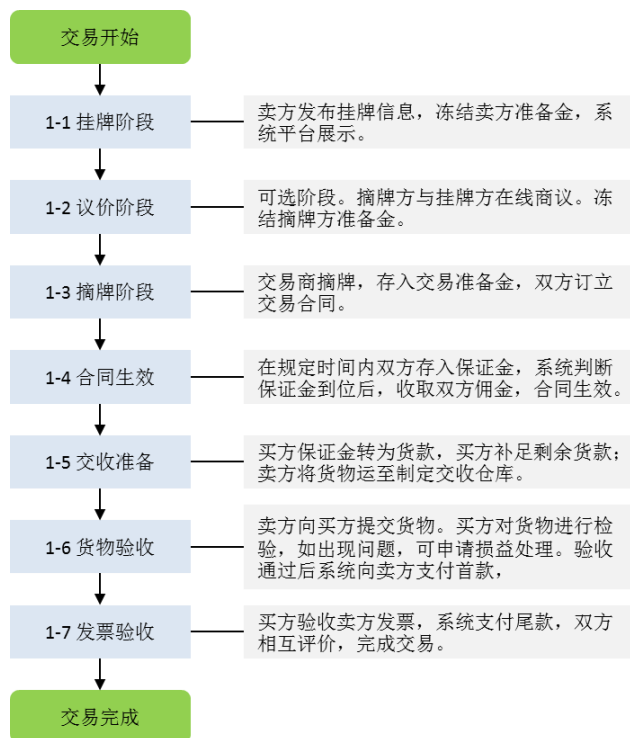 交易开始
1-1 挂牌阶段
卖方发布挂牌信息，冻结卖方准备金，系
统平台展示。
1-2 议价阶段
可选阶段。摘牌方与挂牌方在线商议。冻
结摘牌方准备金。
1-3 摘牌阶段
交易商摘牌，存入交易准备金，双方订立
交易合同。
1-4 合同生效
在规定时间内双方存入保证金，系统判断
保证金到位后，收取双方佣金，合同生效。
1-5 交收准备
买方保证金转为货款，买方补足剩余货款；
卖方将货物运至制定交收仓库。
1-6 货物验收
卖方向买方提交货物。买方对货物进行检
验，如出现问题，可申请损益处理。验收
通过后系统向卖方支付首款，
1-7 发票验收
买方验收卖方发票，系统支付尾款，双方
相互评价，完成交易。
交易完成